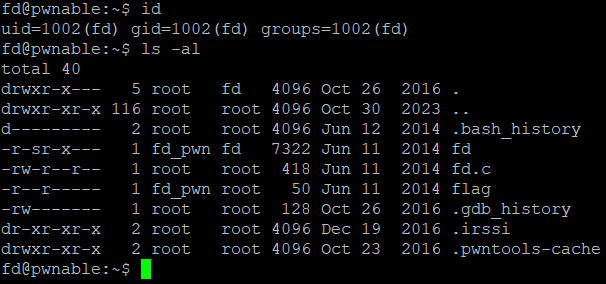 fd@pwnable:~$ id
uid=1002(fd) gid=1002(fd) groups=1002(fd)
fd@pwnable:~$ ls -al
total 40
drwxr-x---   5 root   fd   4096 Oct 26  2016 .
drwxr-xr-x 116 root   root 4096 Oct 30  2023 ..
d---------   2 root   root 4096 Jun 12  2014 .bash_history
-r-sr-x---   1 fd_pwn fd   7322 Jun 11  2014 fd
-rw-r--r--   1 root   root  418 Jun 11  2014 fd.c
-r--r-----   1 fd_pwn root   50 Jun 11  2014 flag
-rw-------   1 root   root  128 Oct 26  2016 .gdb_history
dr-xr-xr-x   2 root   root 4096 Dec 19  2016 .irssi
drwxr-xr-x   2 root   root 4096 Oct 23  2016 .pwntools-cache
fd@pwnable:~$